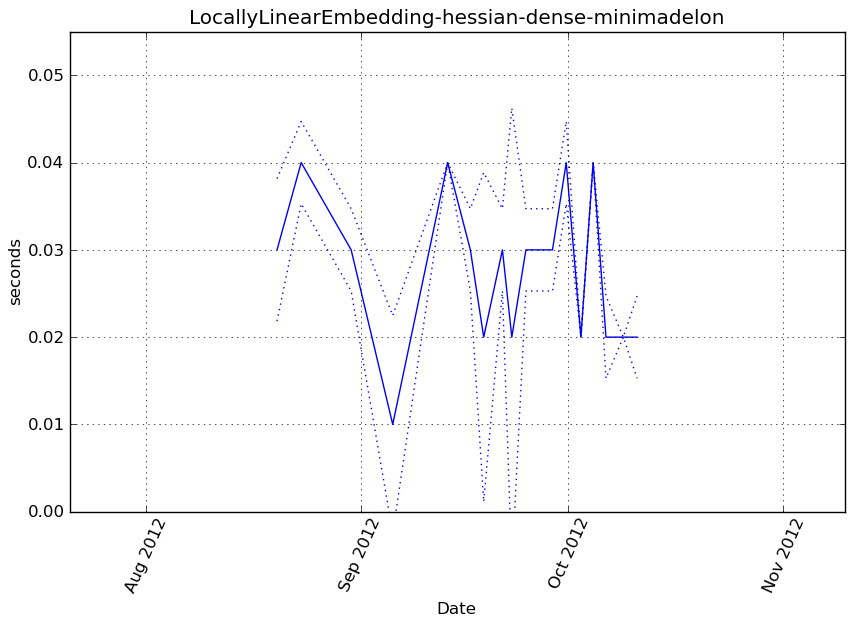 LocallyLinearEmbedding-hessian-dense-minimadelon
0.05
0.04
0.03
0.02
0.01
0.00
seconds
Aug 2012
Sep 2012
Oct 2012
Nov 2012
Date